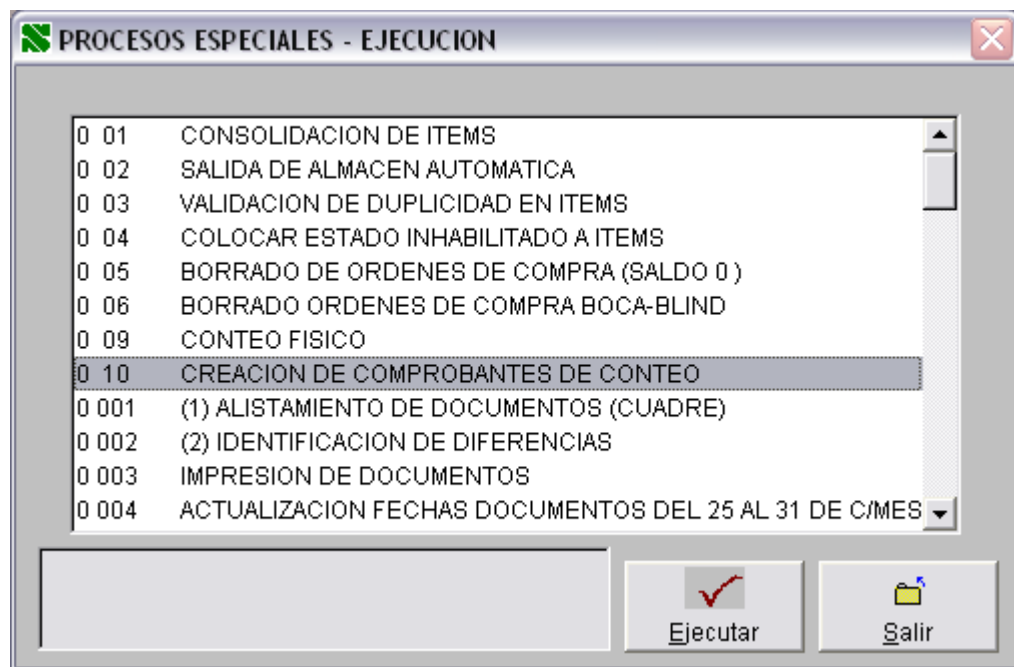 PROCESOS ESPECIALES - EJECUCION
0 01 CONSOLIDACION DE ITEMS
0 02 SALIDA DE ALMACEN AUTOMATICA
0 03 VALIDACION DE DUPLICIDAD EN ITEMS
0 04 COLOCAR ESTADO INHABILITADO A ITEMS
0 05 BORRADO DE ORDENES DE COMPRA (SALDO 0 )
0 06 BORRADO ORDENES DE COMPRA BOCA-BLIND
0 09 CONTEO FISICO
0 10 CREACION DE COMPROBANTES DE CONTEO
0 001 (1) ALISTAMIENTO DE DOCUMENTOS (CUADRE)
0 002 (2) IDENTIFICACION DE DIFERENCIAS
0 003 IMPRESION DE DOCUMENTOS
0 004 ACTUALIZACION FECHAS DOCUMENTOS DEL 25 AL 31 DE C/MES
Ejecutar Salir